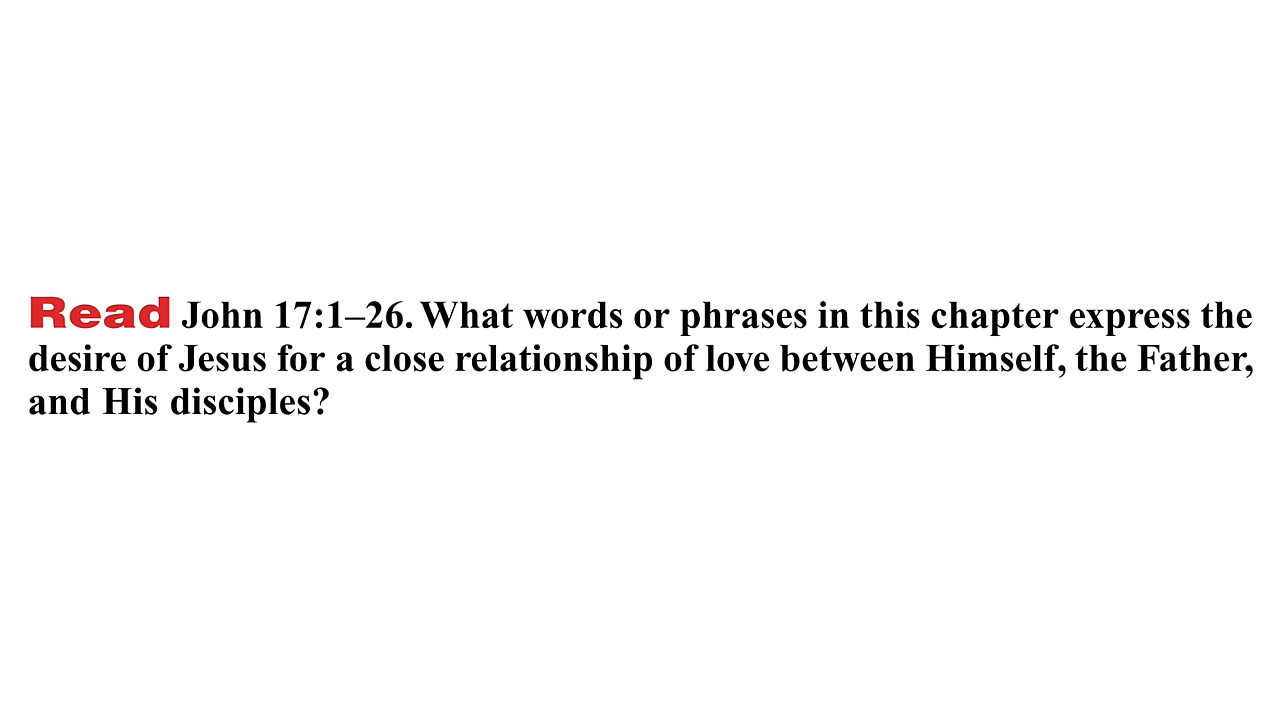 Read John 17:1–26. What words or phrases in this chapter express the
desire of Jesus for a close relationship of love between Himself, the Father,
and His disciples?